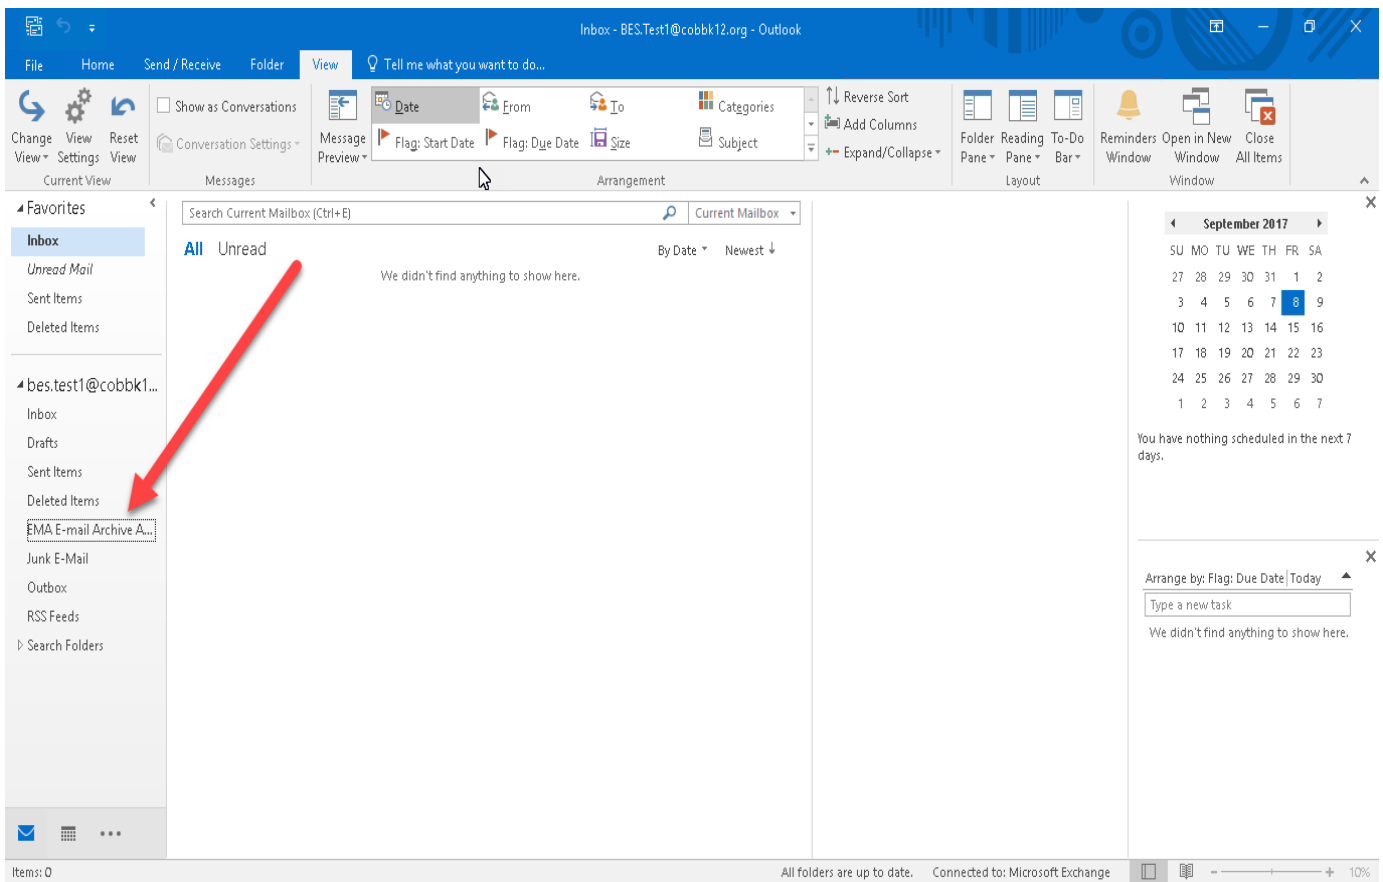 Inbox - BES.Test1@cobbk12.org - Outlook
File Home Send / Receive Folder View Tell me what you want to do...
Change View View Settings Reset View
Current View
Show as Conversations
Conversation Settings
Messages
Message Preview
Date From To Categories
Flag: Start Date Flag: Due Date Size Subject
Arrangement
Reverse Sort
Add Columns
Expand/Collapse
Folder Pane Reading Pane To-Do Bar
Layout
Reminders Window Open in New Window Close All Items
Window
Favorites
Inbox
Unread Mail
Sent Items
Deleted Items
bes.test1@cobbk1...
Inbox
Drafts
Sent Items
Deleted Items
EMA E-mail Archive A...
Junk E-Mail
Outbox
RSS Feeds
Search Folders
Search Current Mailbox (Ctrl+E) Current Mailbox
All Unread By Date Newest
We didn't find anything to show here.
September 2017
SU MO TU WE TH FR SA
27 28 29 30 31 1 2
3 4 5 6 7 8 9
10 11 12 13 14 15 16
17 18 19 20 21 22 23
24 25 26 27 28 29 30
1 2 3 4 5 6 7
You have nothing scheduled in the next 7
days.
Arrange by: Flag: Due Date Today
Type a new task
We didn't find anything to show here.
Items: 0 All folders are up to date. Connected to: Microsoft Exchange 10%